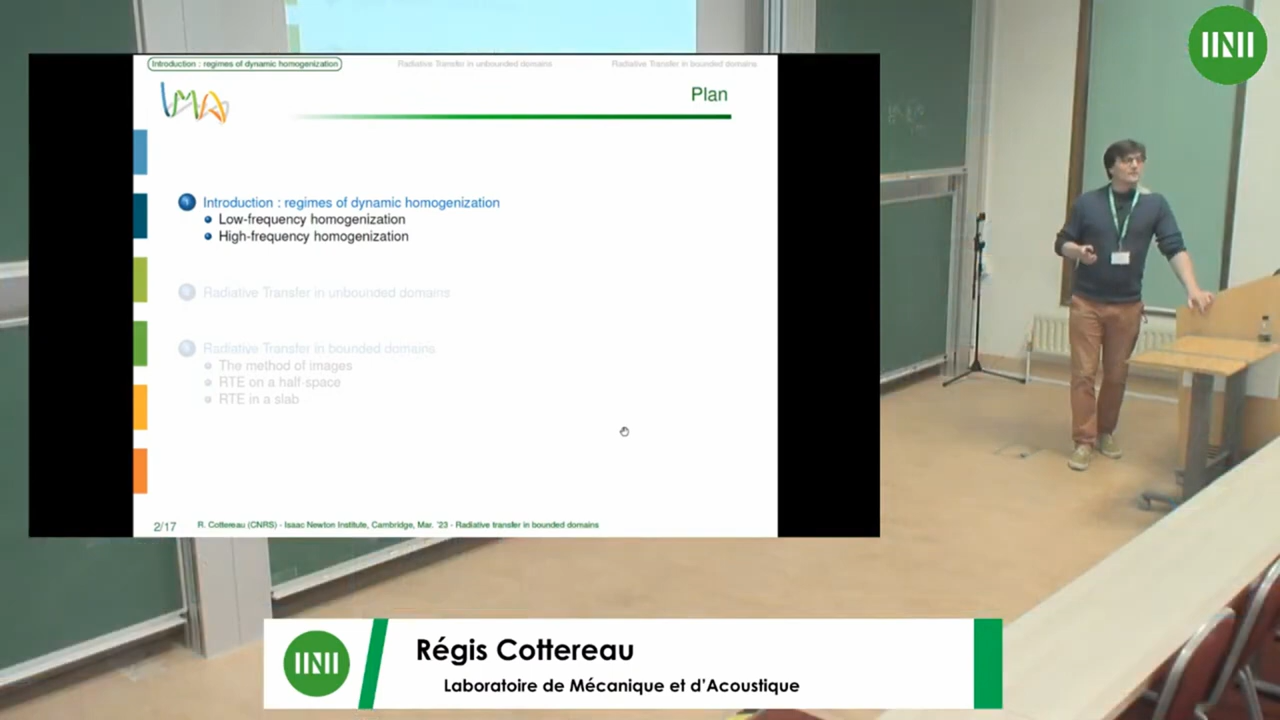 INI
Introduction : regimes of dynamic homogenization
Radiative Transfer in unbounded domains
Radiative Transfer in bounded domains
LMA
Plan
1 Introduction : regimes of dynamic homogenization
Low-frequency homogenization
High-frequency homogenization
Radiative Transfer in unbounded domains
Radiative Transfer in bounded domains
The method of images
RTE on a half-space
RTE in a slab
2/17
R. Cottereau (CNRS) - Isaac Newton Institute, Cambridge, Mar. '23 - Radiative transfer in bounded domains
INI
Régis Cottereau
Laboratoire de Mécanique et d'Acoustique